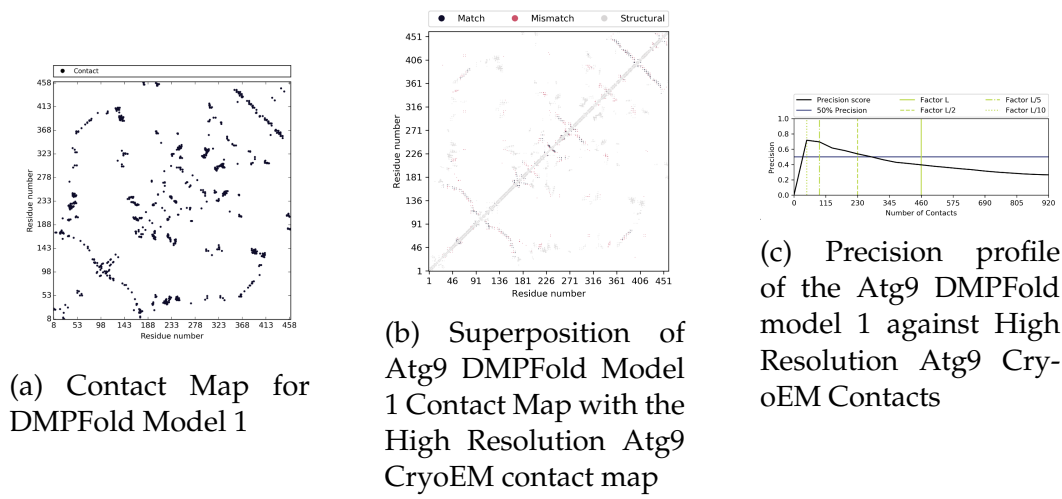 Contact
458
413
368
323
278
233
188
143
98
53
8
Residue number
8 53 98 143 188 233 278 323 368 413 458
Residue number
(a) Contact Map for
DMPFold Model 1
Match Mismatch Structural
451
406
361
316
271
226
181
136
91
46
1
Residue number
1 46 91 136 181 226 271 316 361 406 451
Residue number
(b) Superposition of
Atg9 DMPFold Model
1 Contact Map with the
High Resolution Atg9
CryoEM contact map
Precision score Factor L Factor L/5
50% Precision Factor L/2 Factor L/10
1.0
0.8
0.6
0.4
0.2
0.0
Precision
0 115 230 345 460 575 690 805 920
Number of Contacts
(c) Precision profile
of the Atg9 DMPFold
model 1 against High
Resolution Atg9 Cry-
oEM Contacts